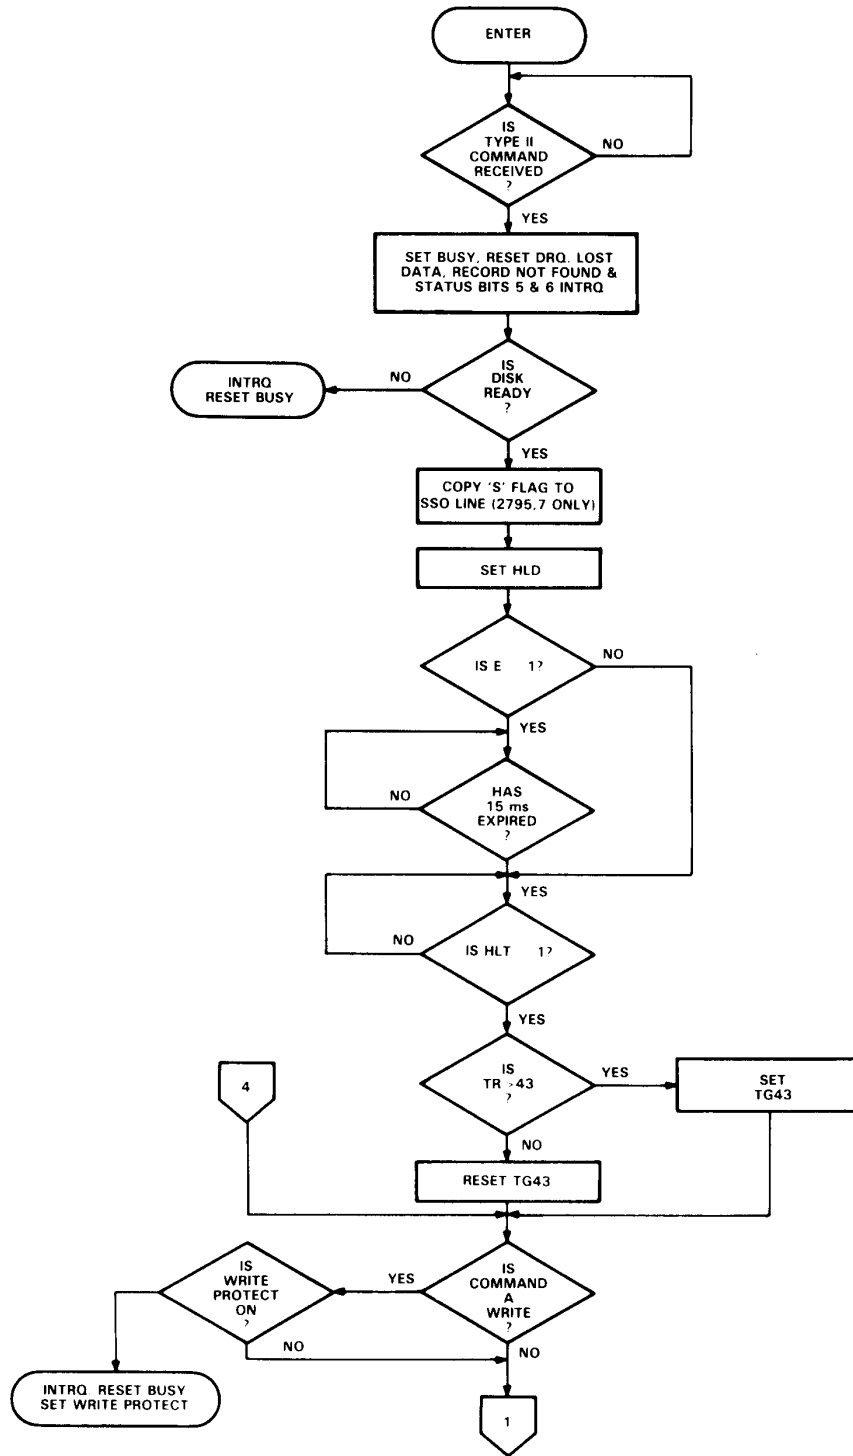 ENTER
IS
TYPE II
COMMAND
RECEIVED
?
NO
YES
SET BUSY, RESET DRQ. LOST
DATA, RECORD NOT FOUND &
STATUS BITS 5 & 6 INTRQ
IS
DISK
READY
?
NO
INTRQ
RESET BUSY
YES
COPY 'S' FLAG TO
SSO LINE (2795,7 ONLY)
SET HLD
IS E 1?
NO
YES
HAS
15 ms
EXPIRED
?
NO
YES
IS HLT 1?
NO
YES
IS
TR >43
?
YES
SET
TG43
4
NO
RESET TG43
IS
COMMAND
A
WRITE
?
YES
IS
WRITE
PROTECT
ON
?
NO
NO
INTRQ. RESET BUSY
SET WRITE PROTECT
1